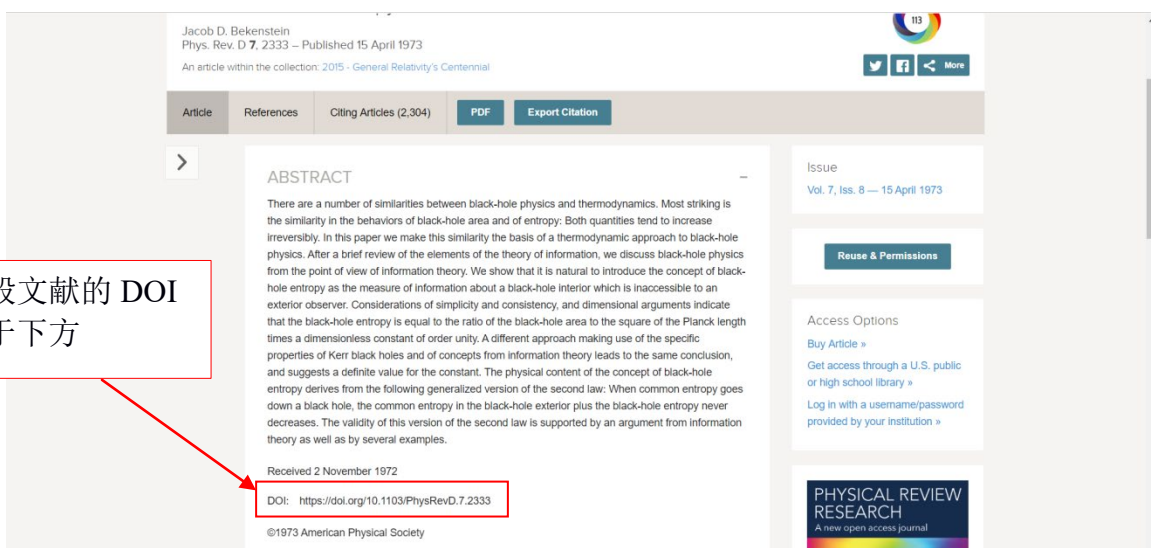 Jacob D. Bekenstein
Phys. Rev. D 7, 2333 – Published 15 April 1973
An article within the collection: 2015 - General Relativity's Centennial
113
More
Article References Citing Articles (2,304) PDF Export Citation
ABSTRACT
There are a number of similarities between black-hole physics and thermodynamics. Most striking is
the similarity in the behaviors of black-hole area and of entropy: Both quantities tend to increase
irreversibly. In this paper we make this similarity the basis of a thermodynamic approach to black-hole
physics. After a brief review of the elements of the theory of information, we discuss black-hole physics
from the point of view of information theory. We show that it is natural to introduce the concept of black-
hole entropy as the measure of information about a black-hole interior which is inaccessible to an
exterior observer. Considerations of simplicity and consistency, and dimensional arguments indicate
that the black-hole entropy is equal to the ratio of the black-hole area to the square of the Planck length
times a dimensionless constant of order unity. A different approach making use of the specific
properties of Kerr black holes and of concepts from information theory leads to the same conclusion,
and suggests a definite value for the constant. The physical content of the concept of black-hole
entropy derives from the following generalized version of the second law: When common entropy goes
down a black hole, the common entropy in the black-hole exterior plus the black-hole entropy never
decreases. The validity of this version of the second law is supported by an argument from information
theory as well as by several examples.
Received 2 November 1972
DOI: https://doi.org/10.1103/PhysRevD.7.2333
©1973 American Physical Society
文献的 DOI
于下方
Issue
Vol. 7, Iss. 8 — 15 April 1973
Reuse & Permissions
Access Options
Buy Article »
Get access through a U.S. public
or high school library »
Log in with a username/password
provided by your institution »
PHYSICAL REVIEW
RESEARCH
A new open access journal